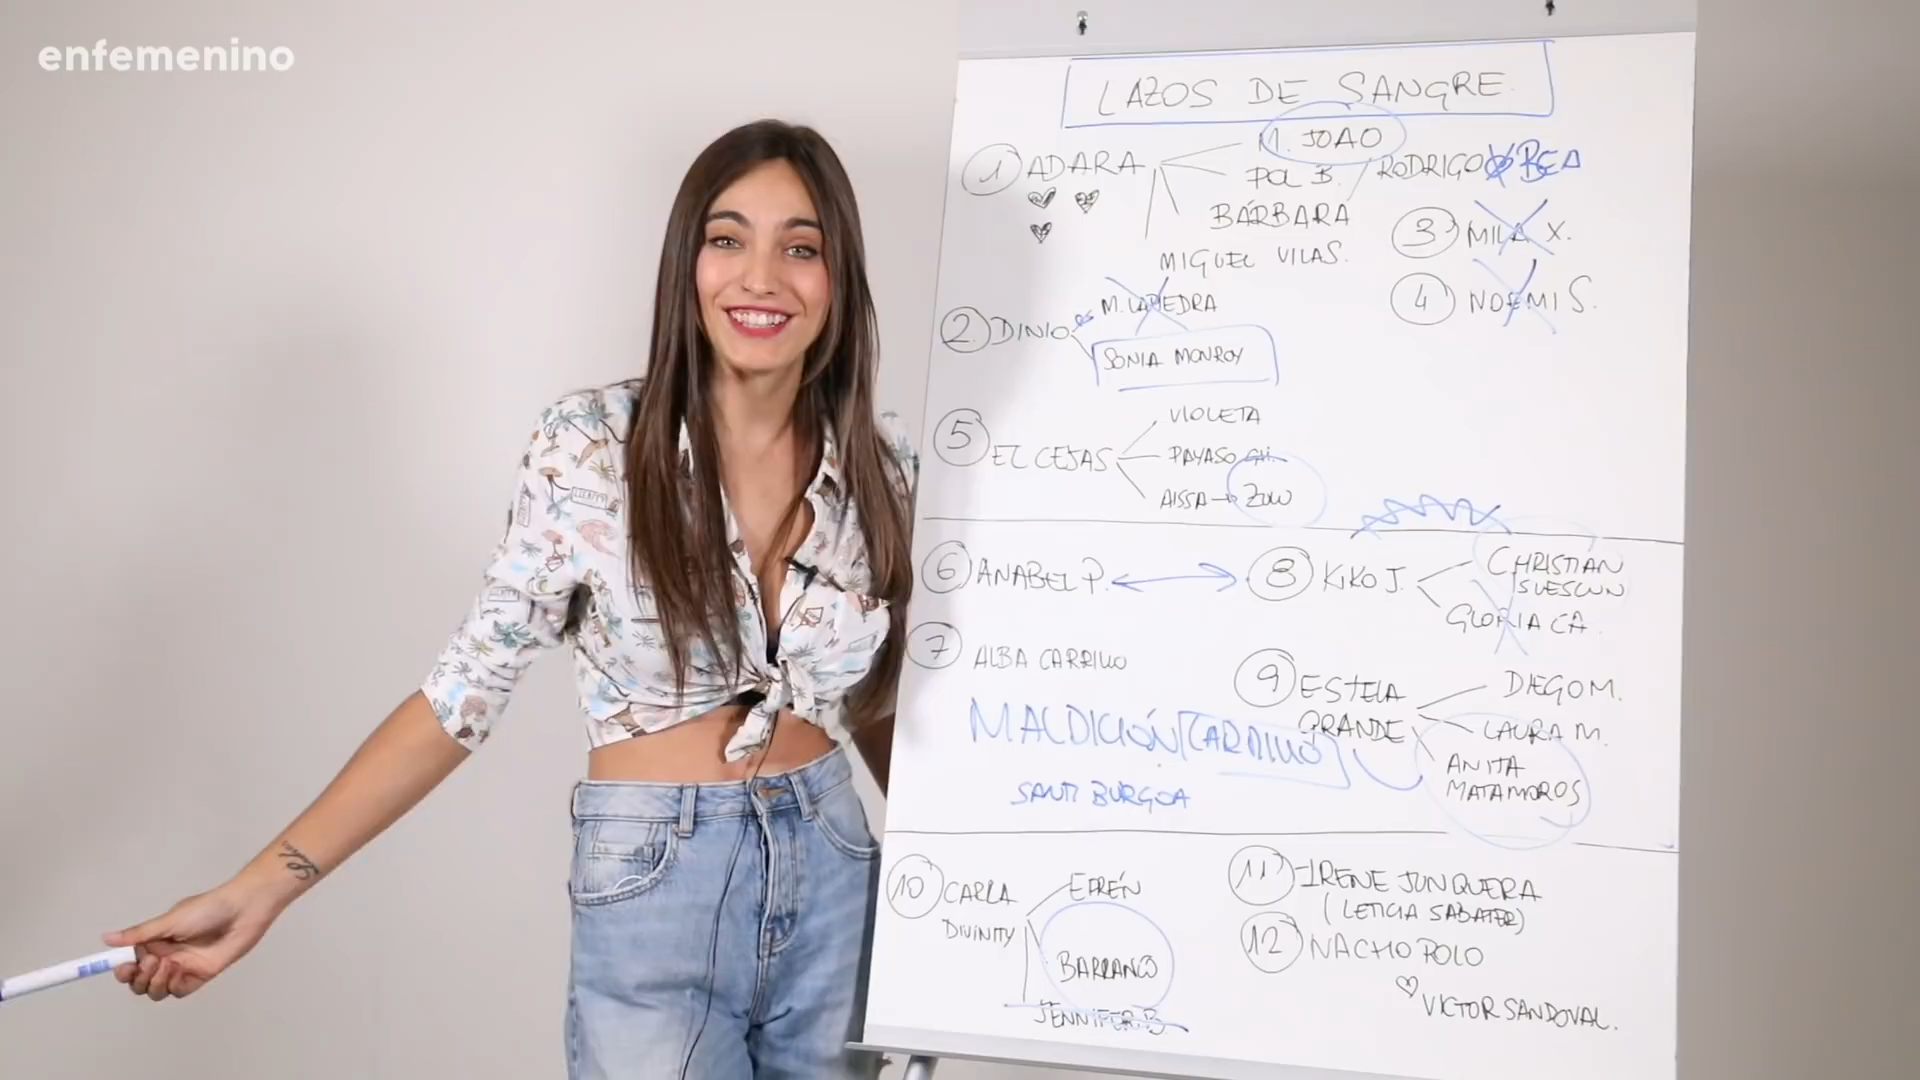 enfemenino
LAZOS DE SANGRE
1 ADARA
M. JOAO
POL B.
RODRIGO
BEA
BÁRBARA
MIGUEL VILAS.
3 MILA X.
4 NOEMI S.
2 DINIO
M. LAPIEDRA
SONIA MONROY
5 EL CEJAS
VIOLETA
PAYASO
AISSA → ZULU
6 ANABEL P.
8 KIKO J.
CHRISTIAN
SUESCUN
GLORIA CA.
7 ALBA CARRILLO
9 ESTELA
GRANDE
DIEGO M.
LAURA M.
ANITA
MATAMOROS
MALDICIÓN CARRILLO
SANTI BURGOA
10 CARLA
DIVINITY
EFRÉN
BARRANCO
JENNIFER B.
11 IRENE JUNQUERA
(LETICIA SABATER)
12 NACHO POLO
VICTOR SANDOVAL.